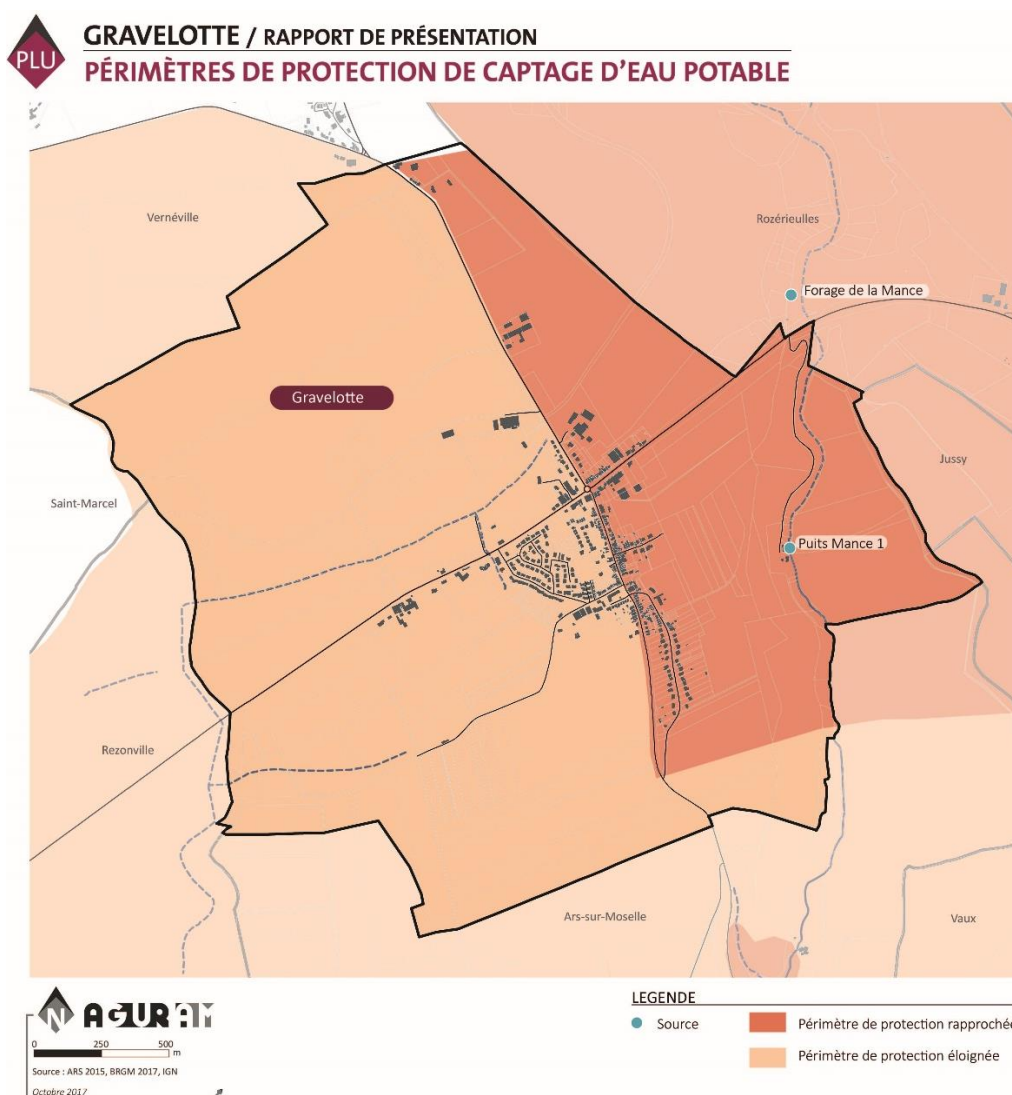 PLU
GRAVELOTTE / RAPPORT DE PRÉSENTATION
PÉRIMÈTRES DE PROTECTION DE CAPTAGE D'EAU POTABLE
Vernéville
Rozérieulles
Forage de la Mance
Gravelotte
Jussy
Saint-Marcel
Puits Mance 1
Rezonville
Ars-sur-Moselle
Vaux
N AGURAM
0 250 500 m
Source : ARS 2015, BRGM 2017, IGN
Octobre 2017
LEGENDE
Source
Périmètre de protection rapprochée
Périmètre de protection éloignée